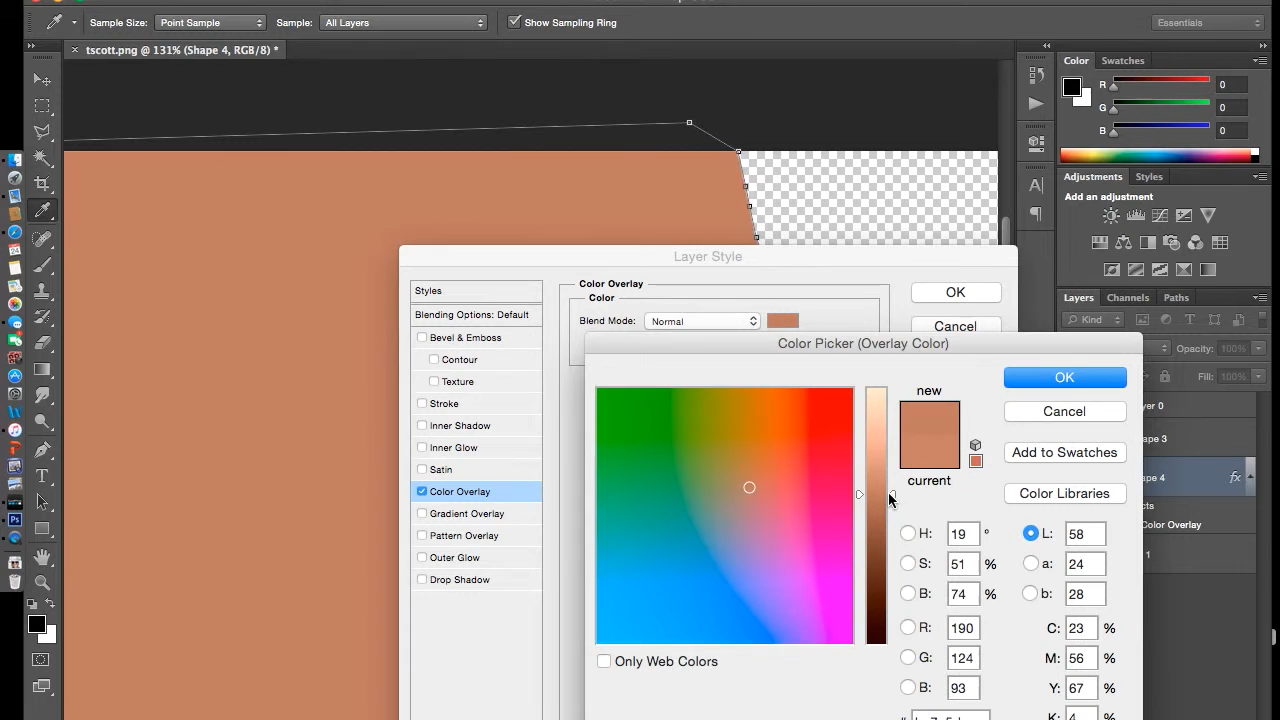 Sample Size: Point Sample Sample: All Layers Show Sampling Ring Essentials
tscott.png @ 131% (Shape 4, RGB/8) *
Color Swatches
R 0
G 0
B 0
Adjustments Styles
Add an adjustment
Layers Channels Paths
Kind
Opacity: 100%
Fill: 100%
yer 0
ape 3
ape 4 fx
cts
Color Overlay
1
Layer Style
Styles
Blending Options: Default
Bevel & Emboss
Contour
Texture
Stroke
Inner Shadow
Inner Glow
Satin
Color Overlay
Gradient Overlay
Pattern Overlay
Outer Glow
Drop Shadow
Color Overlay
Color
Blend Mode: Normal
OK
Cancel
Color Picker (Overlay Color)
new
current
OK
Cancel
Add to Swatches
Color Libraries
H: 19 ° L: 58
S: 51 % a: 24
B: 74 % b: 28
R: 190 C: 23 %
G: 124 M: 56 %
B: 93 Y: 67 %
Only Web Colors